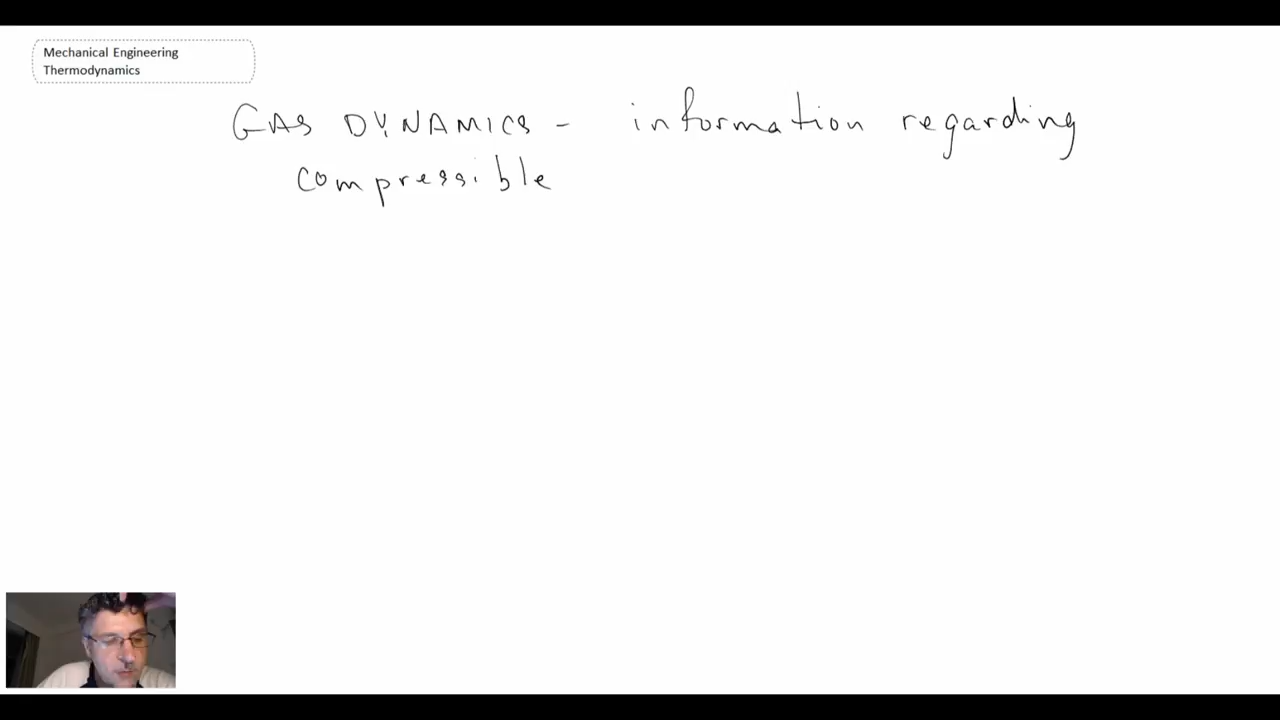 Mechanical Engineering
Thermodynamics
GAS DYNAMICS - information regarding
compressible